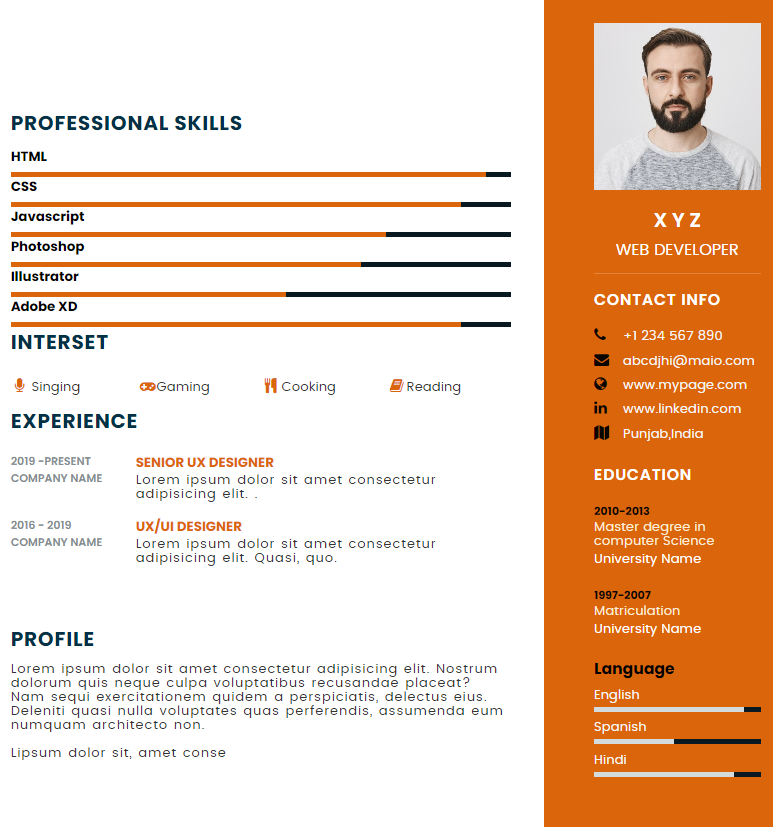 PROFESSIONAL SKILLS
HTML
CSS
Javascript
Photoshop
Illustrator
Adobe XD
INTERSET
Singing
Gaming
Cooking
Reading
EXPERIENCE
2019 -PRESENT
COMPANY NAME
SENIOR UX DESIGNER
Lorem ipsum dolor sit amet consectetur
adipisicing elit. .
2016 - 2019
COMPANY NAME
UX/UI DESIGNER
Lorem ipsum dolor sit amet consectetur
adipisicing elit. Quasi, quo.
PROFILE
Lorem ipsum dolor sit amet consectetur adipisicing elit. Nostrum
dolorum quis neque culpa voluptatibus recusandae placeat?
Nam sequi exercitationem quidem a perspiciatis, delectus eius.
Deleniti quasi nulla voluptates quas perferendis, assumenda eum
numquam architecto non.
Lipsum dolor sit, amet conse
X Y Z
WEB DEVELOPER
CONTACT INFO
+1 234 567 890
abcdjhi@maio.com
www.mypage.com
www.linkedin.com
Punjab,India
EDUCATION
2010-2013
Master degree in
computer Science
University Name
1997-2007
Matriculation
University Name
Language
English
Spanish
Hindi